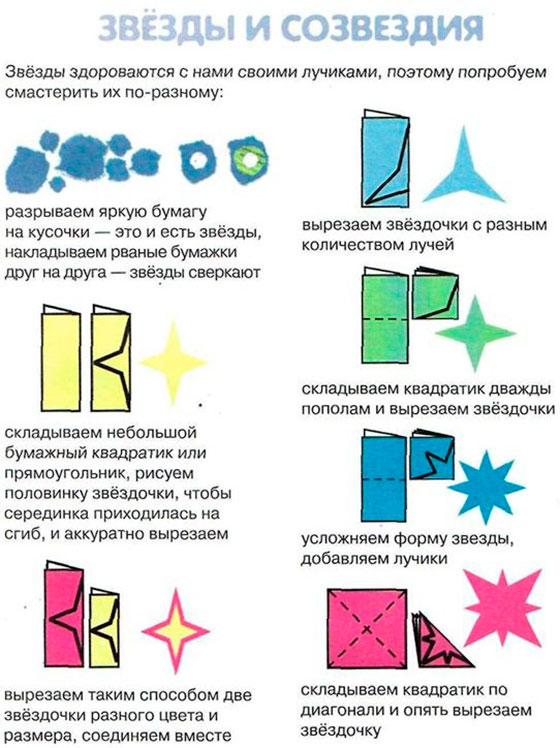 ЗВЁЗДЫ И СОЗВЕЗДИЯ
Звёзды здороваются с нами своими лучиками, поэтому попробуем
смастерить их по-разному:
разрываем яркую бумагу
на кусочки — это и есть звёзды,
накладываем рваные бумажки
друг на друга — звёзды сверкают
складываем небольшой
бумажный квадратик или
прямоугольник, рисуем
половинку звёздочки, чтобы
серединка приходилась на
сгиб, и аккуратно вырезаем
вырезаем таким способом две
звёздочки разного цвета и
размера, соединяем вместе
вырезаем звёздочки с разным
количеством лучей
складываем квадратик дважды
пополам и вырезаем звёздочки
усложняем форму звезды,
добавляем лучики
складываем квадратик по
диагонали и опять вырезаем
звёздочку